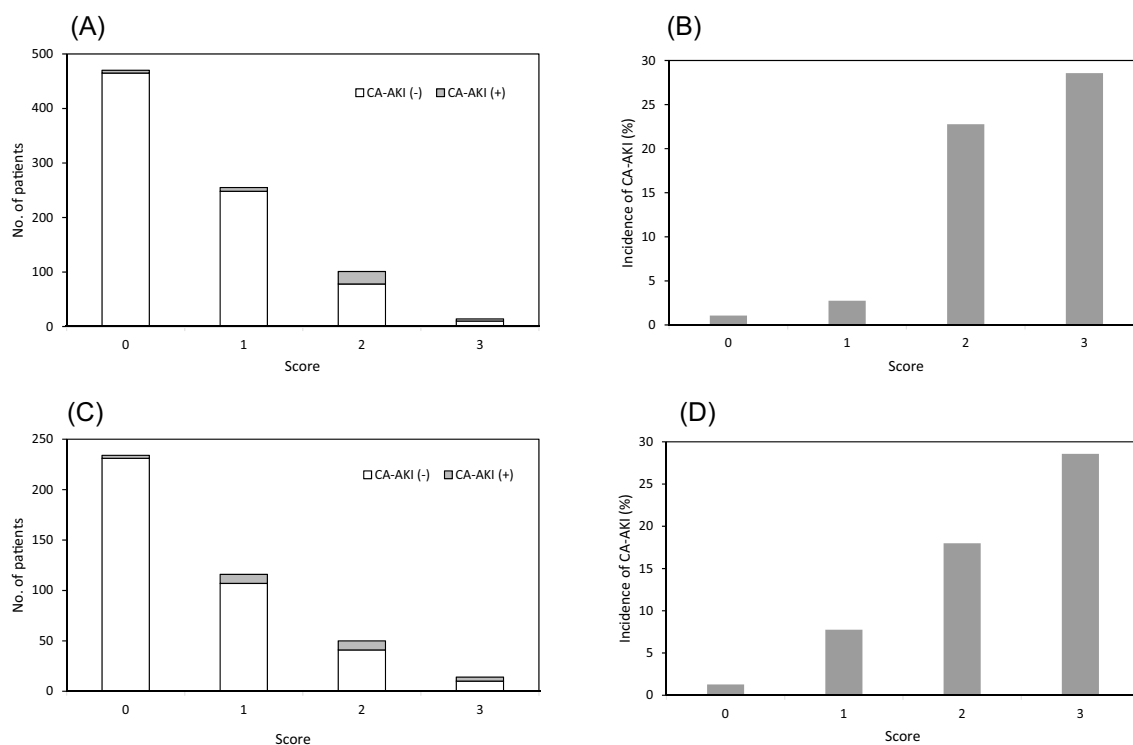 (A)
500
400
300
200
100
0
No. of patients
CA-AKI (-) CA-AKI (+)
0 1 2 3
Score
(B)
30
25
20
15
10
5
0
Incidence of CA-AKI (%)
0 1 2 3
Score
(C)
250
200
150
100
50
0
No. of patients
CA-AKI (-) CA-AKI (+)
0 1 2 3
Score
(D)
30
25
20
15
10
5
0
Incidence of CA-AKI (%)
0 1 2 3
Score